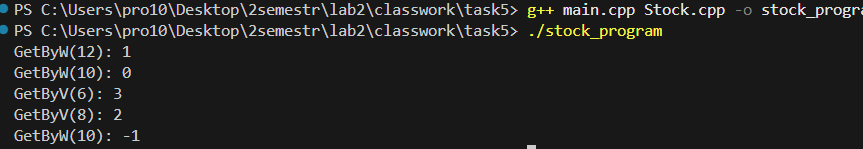 PS C:\Users\pro10\Desktop\2semestr\lab2\classwork\task5> g++ main.cpp Stock.cpp -o stock_progra
PS C:\Users\pro10\Desktop\2semestr\lab2\classwork\task5> ./stock_program
GetByW(12): 1
GetByW(10): 0
GetByV(6): 3
GetByV(8): 2
GetByW(10): -1